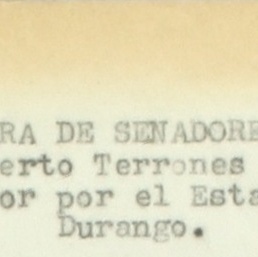 RA DE SENADORE
erto Terrones
or por el Esta
Durango.